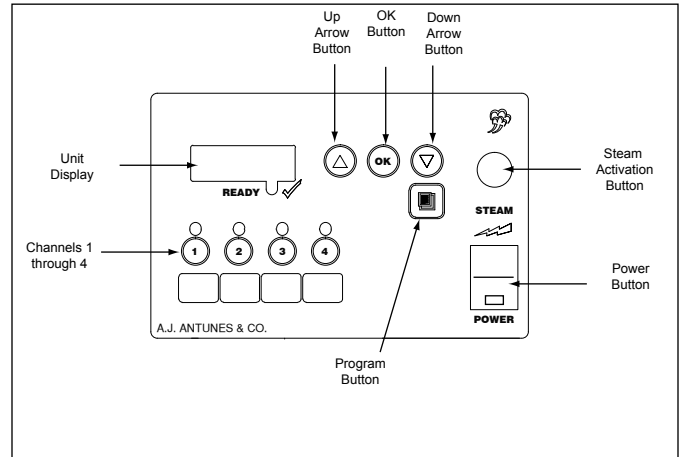 Up
Arrow
Button
OK
Button
Down
Arrow
Button
Unit
Display
OK
READY
Steam
Activation
Button
STEAM
Channels 1
through 4
1 2 3 4
Power
Button
POWER
A.J. ANTUNES & CO.
Program
Button